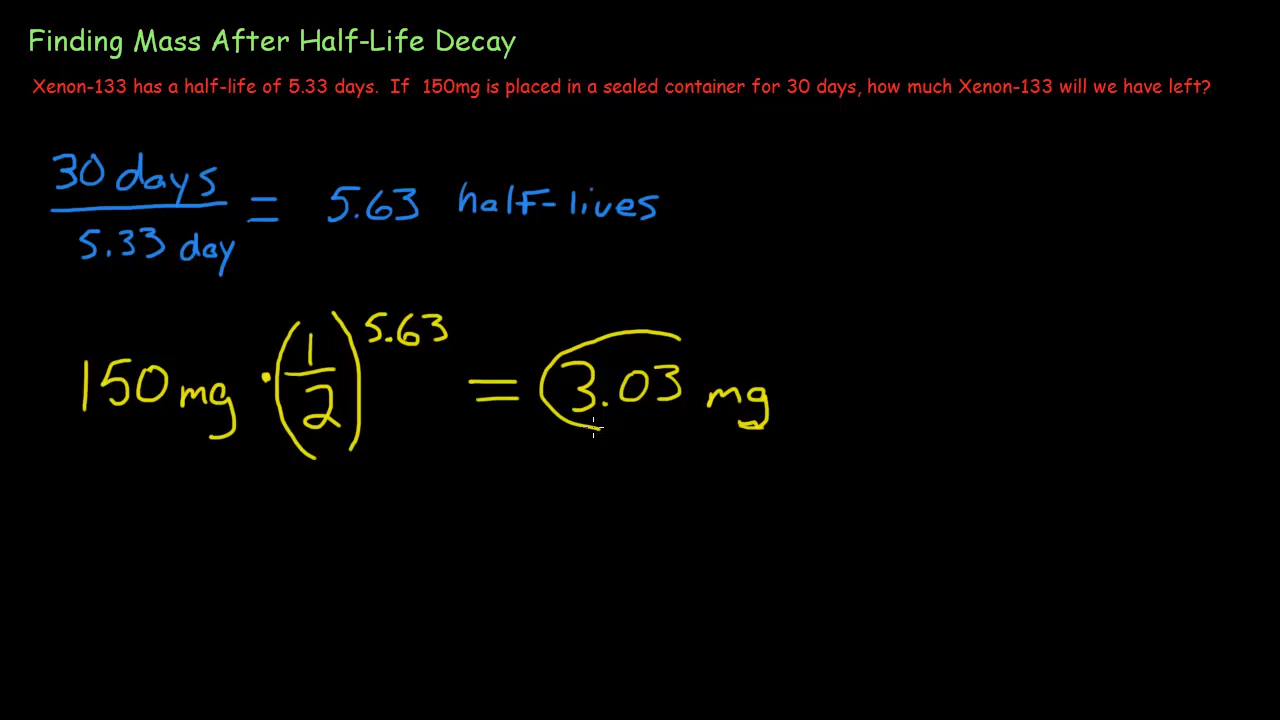 Finding Mass After Half-Life Decay
Xenon-133 has a half-life of 5.33 days.  If  150mg is placed in a sealed container for 30 days, how much Xenon-133 will we have left?
30 days
5.33 day
= 5.63 half-lives
150mg · (1/2)^5.63 = 3.03 mg